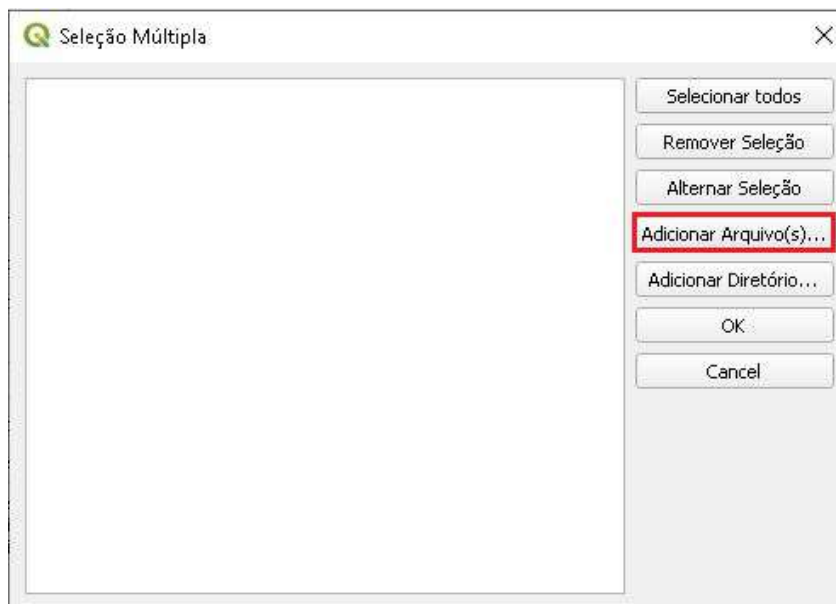 Seleção Múltipla
Selecionar todos
Remover Seleção
Alternar Seleção
Adicionar Arquivo(s)...
Adicionar Diretório...
OK
Cancel